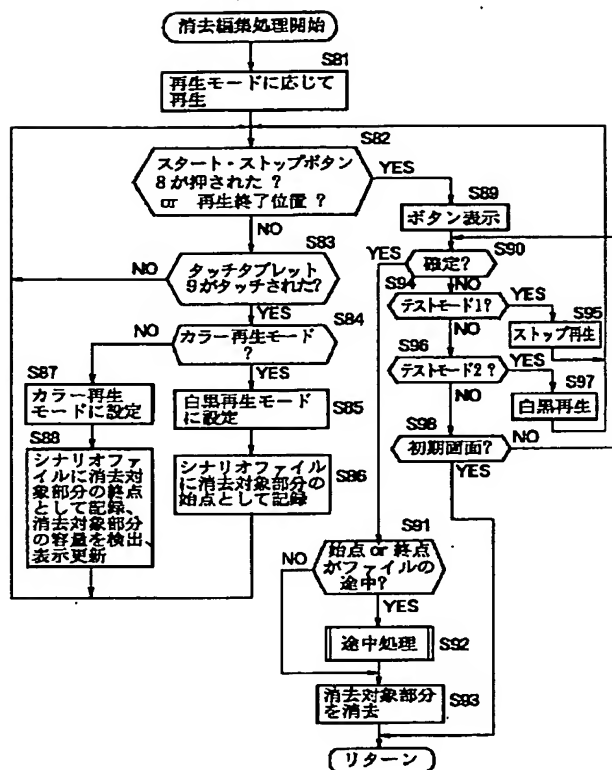 消去編集処理開始
S81
再生モードに応じて
再生
S82
スタート・ストップボタン
8が押された ?
or 再生終了位置 ?
YES
NO
S89
ボタン表示
S83
タッチタブレット
9がタッチされた?
NO
YES
S90
確定?
YES
NO
S94
テストモード1?
YES
NO
S95
ストップ再生
S84
カラー再生モード
?
NO
YES
S96
テストモード2?
YES
NO
S97
白黒再生
S87
カラー再生
モードに設定
S85
白黒再生モード
に設定
S98
初期画面?
NO
YES
S88
シナリオファ
イルに消去対
象部分の終点
として記録、
消去対象部分
の容量を検出、
表示更新
S86
シナリオファイル
に消去対象部分の
始点として記録
S91
始点 or 終点
がファイルの
途中?
NO
YES
途中処理
S92
消去対象部分
を消去
S93
リターン